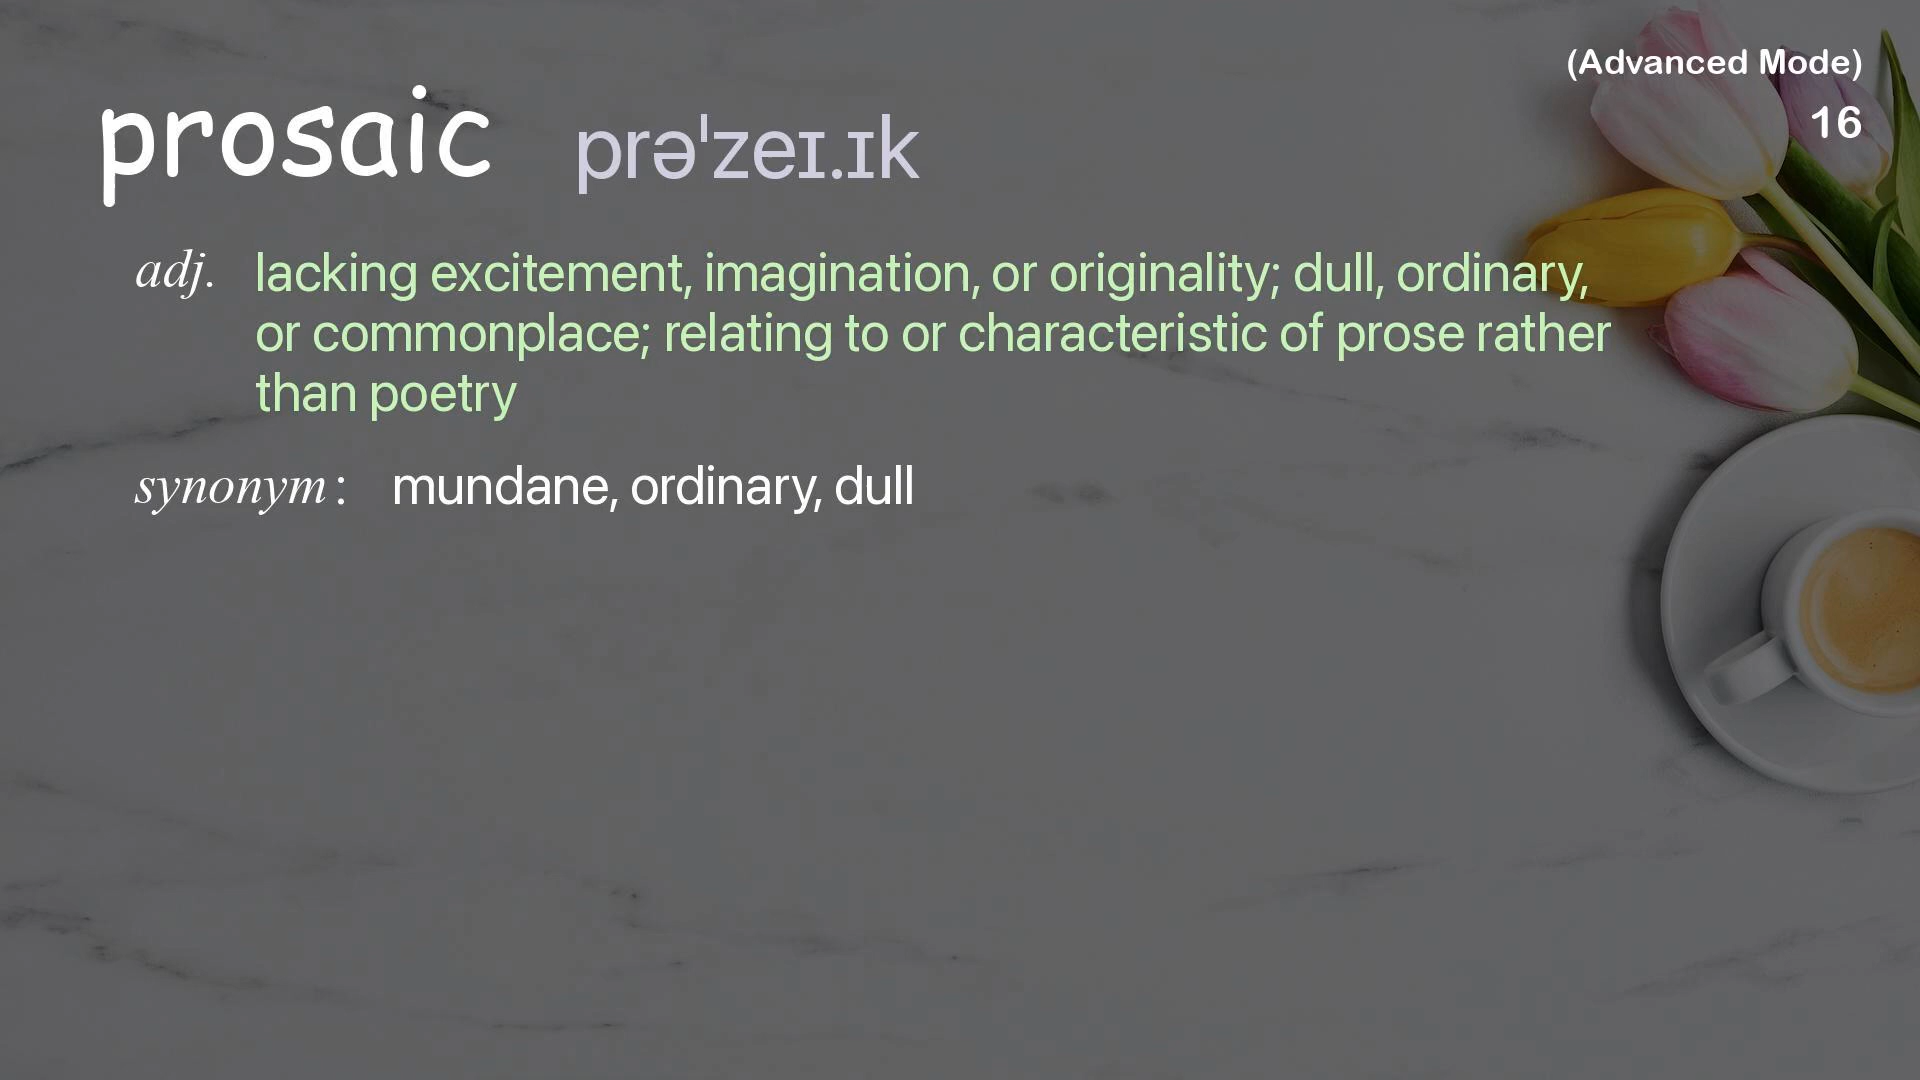 (Advanced Mode)
16
prosaic prəˈzeɪ.ɪk
adj. lacking excitement, imagination, or originality; dull, ordinary,
or commonplace; relating to or characteristic of prose rather
than poetry
synonym: mundane, ordinary, dull